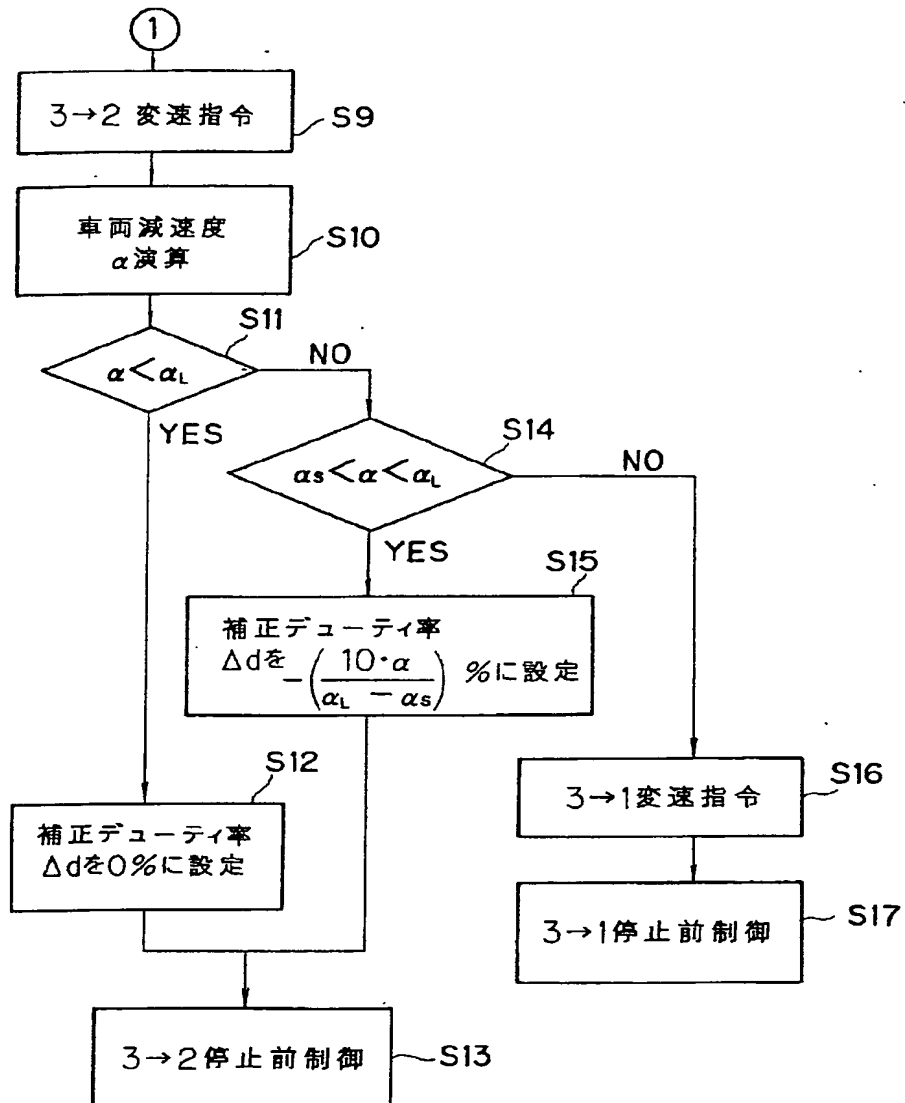 1
3→2 変速指令
S9
車両減速度
α演算
S10
S11
α<αL
NO
YES
S14
αs<α<αL
NO
YES
S15
補正デューティ率
Δdを -(10・α/αL - αs) %に設定
S12
補正デューティ率
Δdを0%に設定
3→1変速指令
S16
3→1停止前制御
S17
3→2停止前制御
S13